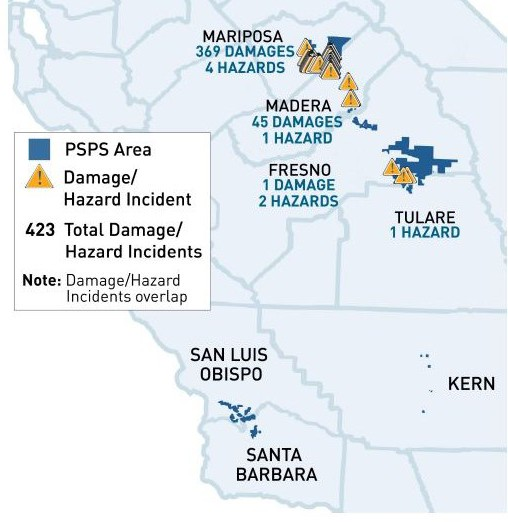 MARIPOSA
369 DAMAGES
4 HAZARDS
MADERA
45 DAMAGES
1 HAZARD
FRESNO
1 DAMAGE
2 HAZARDS
TULARE
1 HAZARD
PSPS Area
Damage/
Hazard Incident
423 Total Damage/
Hazard Incidents
Note: Damage/Hazard
Incidents overlap
SAN LUIS
OBISPO
KERN
SANTA
BARBARA